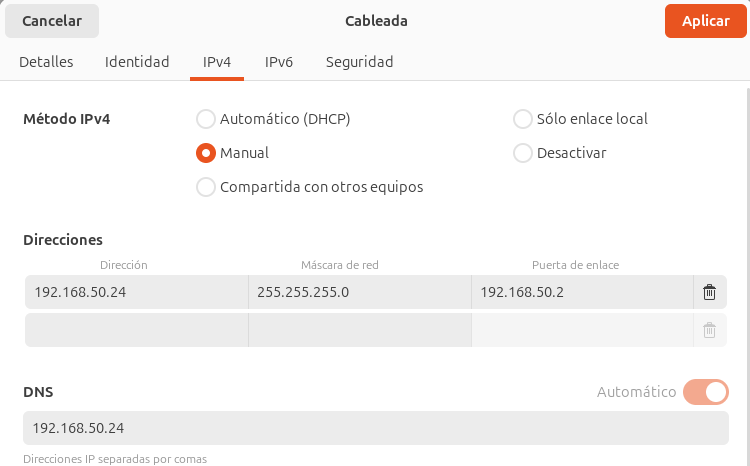 Cancelar Cableada Aplicar
Detalles Identidad IPv4 IPv6 Seguridad
Método IPv4 Automático (DHCP) Sólo enlace local
Manual Desactivar
Compartida con otros equipos
Direcciones
Dirección Máscara de red Puerta de enlace
192.168.50.24 255.255.255.0 192.168.50.2
DNS Automático
192.168.50.24
Direcciones IP separadas por comas